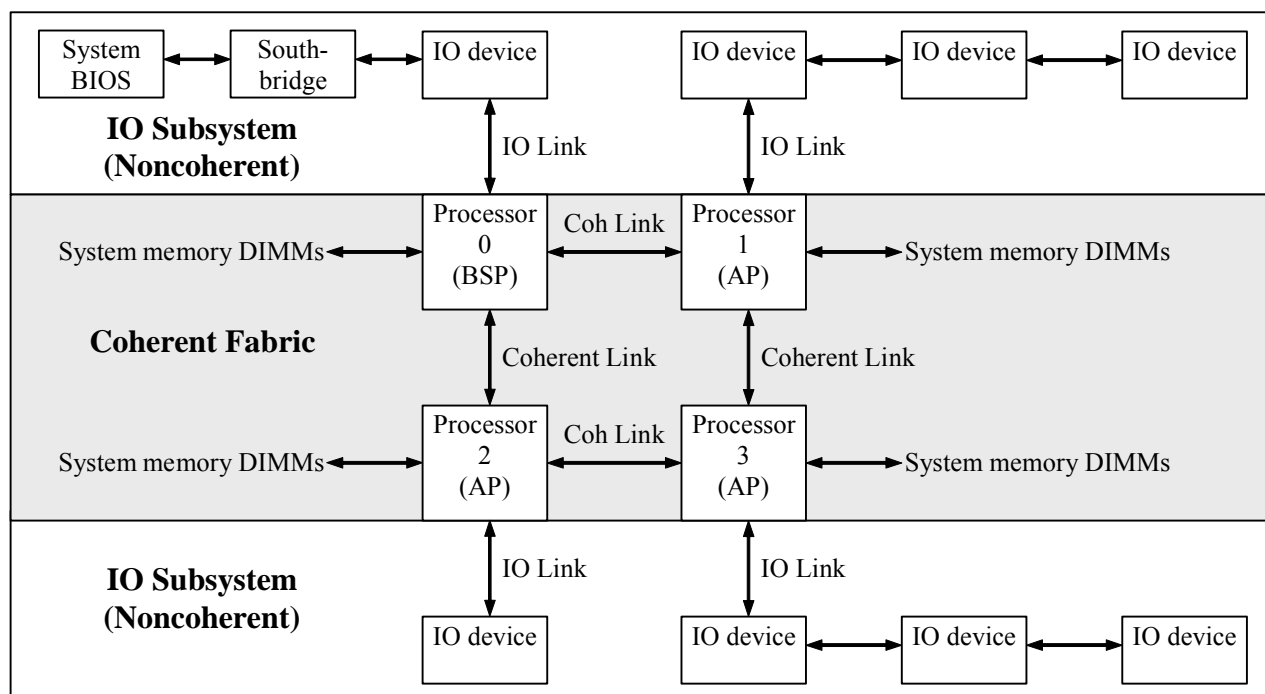 System
BIOS
South-
bridge
IO device
IO device
IO device
IO device
IO Subsystem
(Noncoherent)
IO Link
IO Link
Processor
0
(BSP)
Coh Link
Processor
1
(AP)
System memory DIMMs
System memory DIMMs
Coherent Fabric
Coherent Link
Coherent Link
Processor
2
(AP)
Coh Link
Processor
3
(AP)
System memory DIMMs
System memory DIMMs
IO Subsystem
(Noncoherent)
IO Link
IO Link
IO device
IO device
IO device
IO device